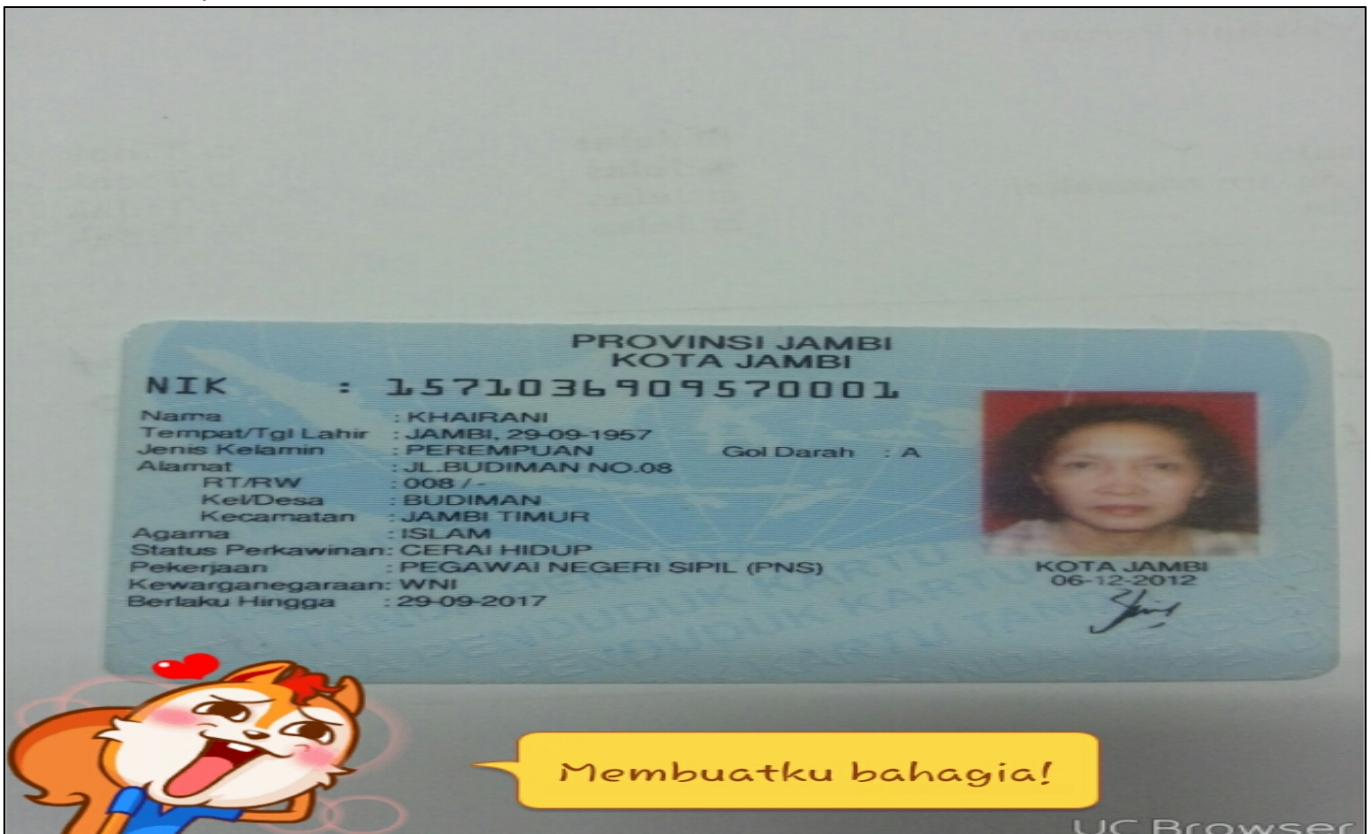 PROVINSI JAMBI
KOTA JAMBI
NIK : 1571036909570001
Nama : KHAIRANI
Tempat/Tgl Lahir : JAMBI, 29-09-1957
Jenis Kelamin : PEREMPUAN Gol Darah : A
Alamat : JL.BUDIMAN NO.08
RT/RW : 008 / -
Kel/Desa : BUDIMAN
Kecamatan : JAMBI TIMUR
Agama : ISLAM
Status Perkawinan: CERAI HIDUP
Pekerjaan : PEGAWAI NEGERI SIPIL (PNS)
Kewarganegaraan: WNI
Berlaku Hingga : 29-09-2017
KOTA JAMBI
06-12-2012
Membuatku bahagia!
UC Browser